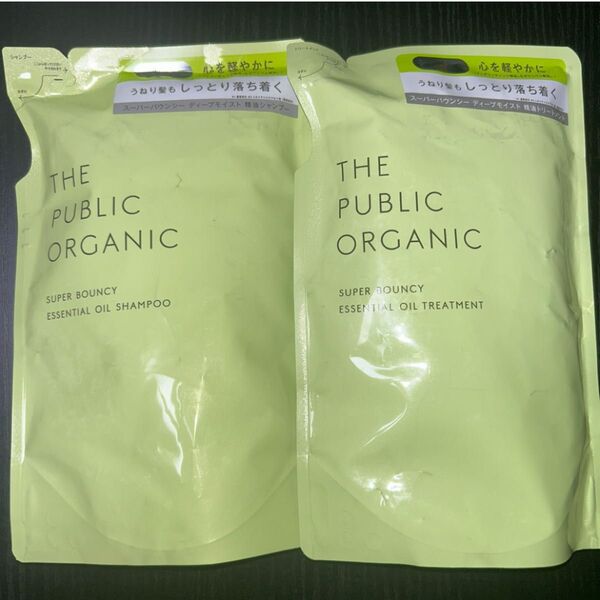 シャンプー
心を軽やかに
うねり髪もしっとり落ち着く
スーパーバウンシー ディープモイスト 精油シャンプー
THE
PUBLIC
ORGANIC
SUPER BOUNCY
ESSENTIAL OIL SHAMPOO
心を軽やかに
うねり髪もしっとり落ち着く
スーパーバウンシー ディープモイスト 精油トリートメント
THE
PUBLIC
ORGANIC
SUPER BOUNCY
ESSENTIAL OIL TREATMENT